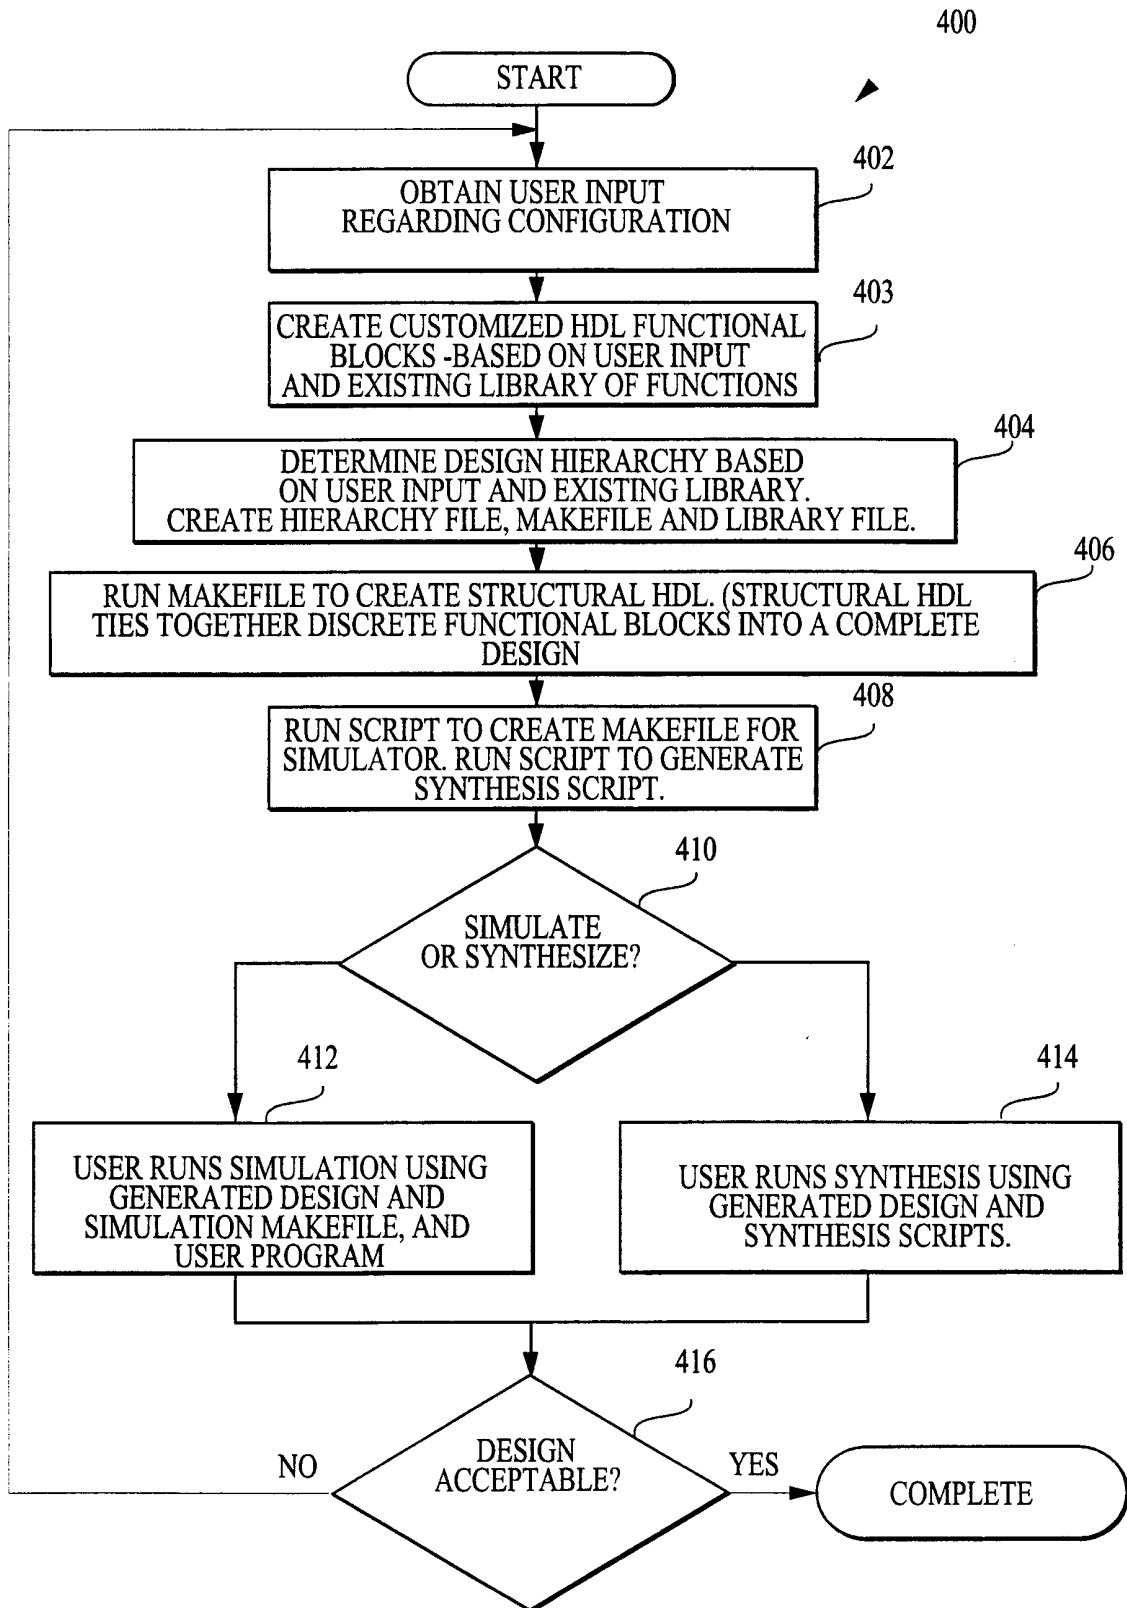 400
START
402
OBTAIN USER INPUT
REGARDING CONFIGURATION
403
CREATE CUSTOMIZED HDL FUNCTIONAL
BLOCKS -BASED ON USER INPUT
AND EXISTING LIBRARY OF FUNCTIONS
404
DETERMINE DESIGN HIERARCHY BASED
ON USER INPUT AND EXISTING LIBRARY.
CREATE HIERARCHY FILE, MAKEFILE AND LIBRARY FILE.
406
RUN MAKEFILE TO CREATE STRUCTURAL HDL. (STRUCTURAL HDL
TIES TOGETHER DISCRETE FUNCTIONAL BLOCKS INTO A COMPLETE
DESIGN
408
RUN SCRIPT TO CREATE MAKEFILE FOR
SIMULATOR. RUN SCRIPT TO GENERATE
SYNTHESIS SCRIPT.
410
SIMULATE
OR SYNTHESIZE?
412
USER RUNS SIMULATION USING
GENERATED DESIGN AND
SIMULATION MAKEFILE, AND
USER PROGRAM
414
USER RUNS SYNTHESIS USING
GENERATED DESIGN AND
SYNTHESIS SCRIPTS.
416
DESIGN
ACCEPTABLE?
NO
YES
COMPLETE